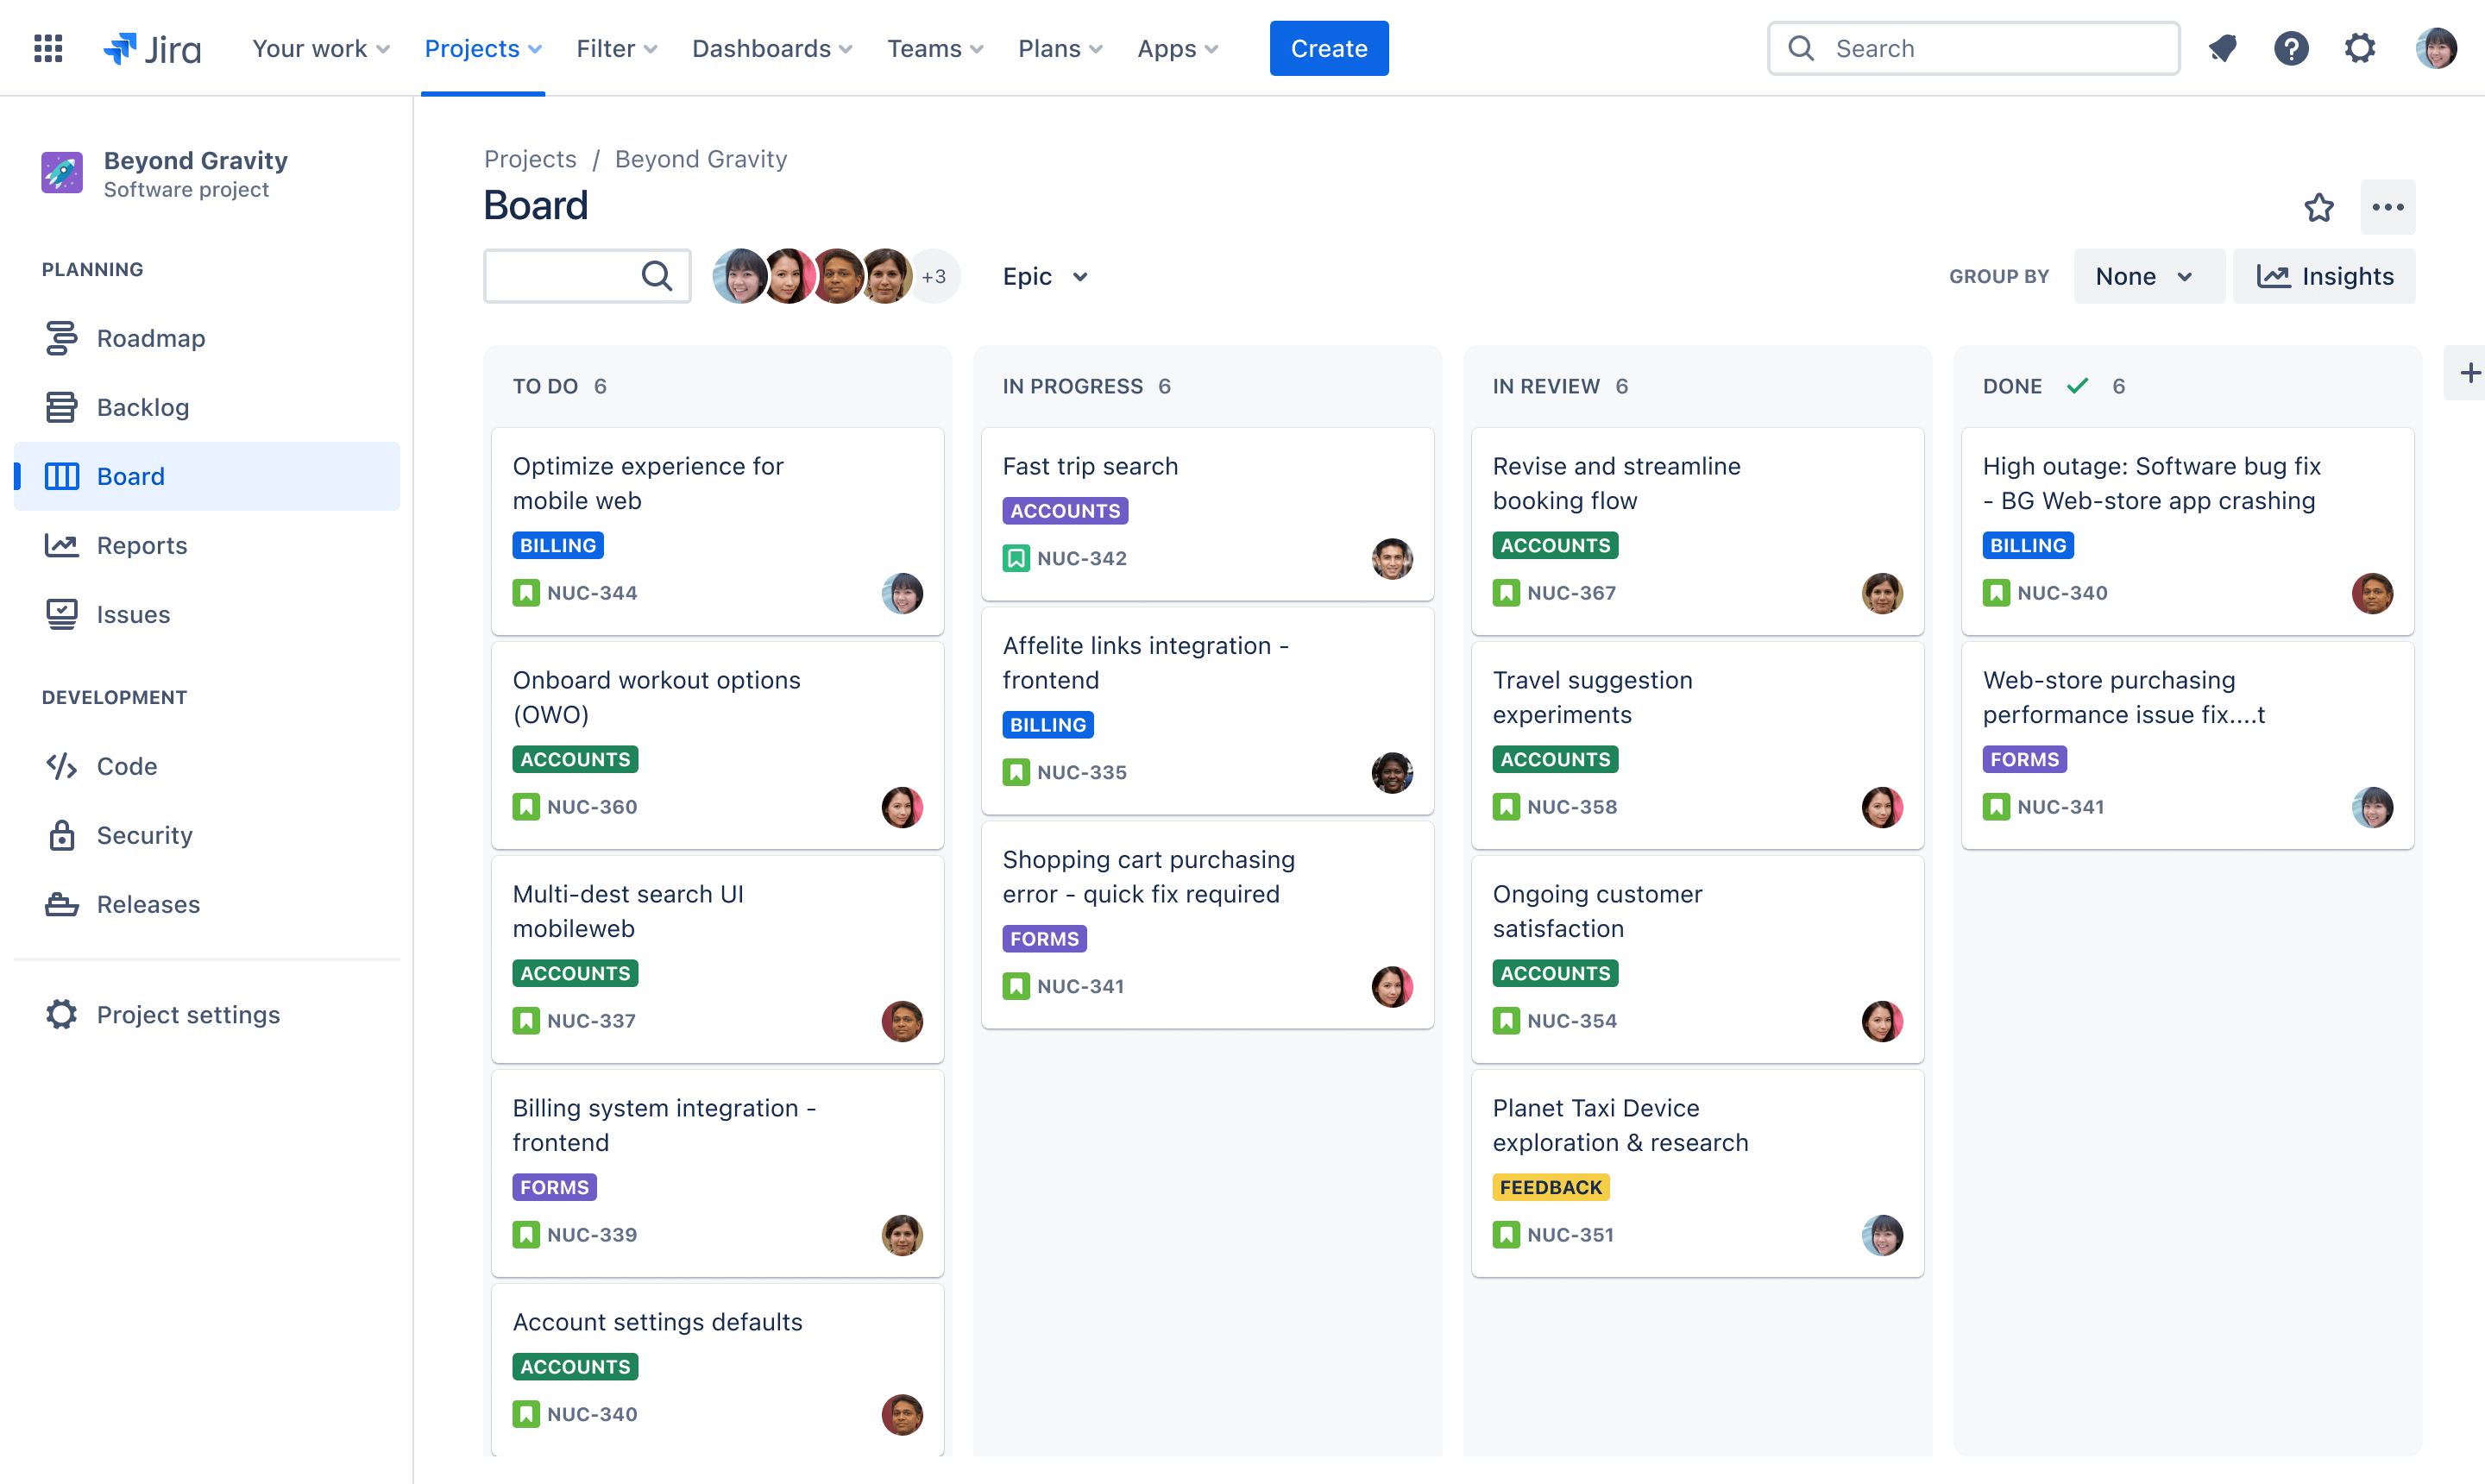 Jira
Your work
Projects
Filter
Dashboards
Teams
Plans
Apps
Create
Search
Beyond Gravity
Software project
PLANNING
Roadmap
Backlog
Board
Reports
Issues
DEVELOPMENT
Code
Security
Releases
Project settings
Projects / Beyond Gravity
Board
+3
Epic
GROUP BY
None
Insights
TO DO 6
Optimize experience for
mobile web
BILLING
NUC-344
Onboard workout options
(OWO)
ACCOUNTS
NUC-360
Multi-dest search UI
mobileweb
ACCOUNTS
NUC-337
Billing system integration -
frontend
FORMS
NUC-339
Account settings defaults
ACCOUNTS
NUC-340
IN PROGRESS 6
Fast trip search
ACCOUNTS
NUC-342
Affelite links integration -
frontend
BILLING
NUC-335
Shopping cart purchasing
error - quick fix required
FORMS
NUC-341
IN REVIEW 6
Revise and streamline
booking flow
ACCOUNTS
NUC-367
Travel suggestion
experiments
ACCOUNTS
NUC-358
Ongoing customer
satisfaction
ACCOUNTS
NUC-354
Planet Taxi Device
exploration & research
FEEDBACK
NUC-351
DONE 6
High outage: Software bug fix
- BG Web-store app crashing
BILLING
NUC-340
Web-store purchasing
performance issue fix....t
FORMS
NUC-341